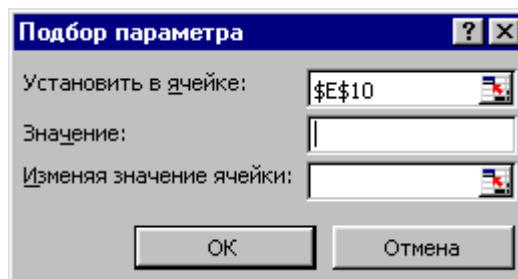 Подбор параметра
Установить в ячейке: $E$10
Значение:
Изменяя значение ячейки:
ОК Отмена